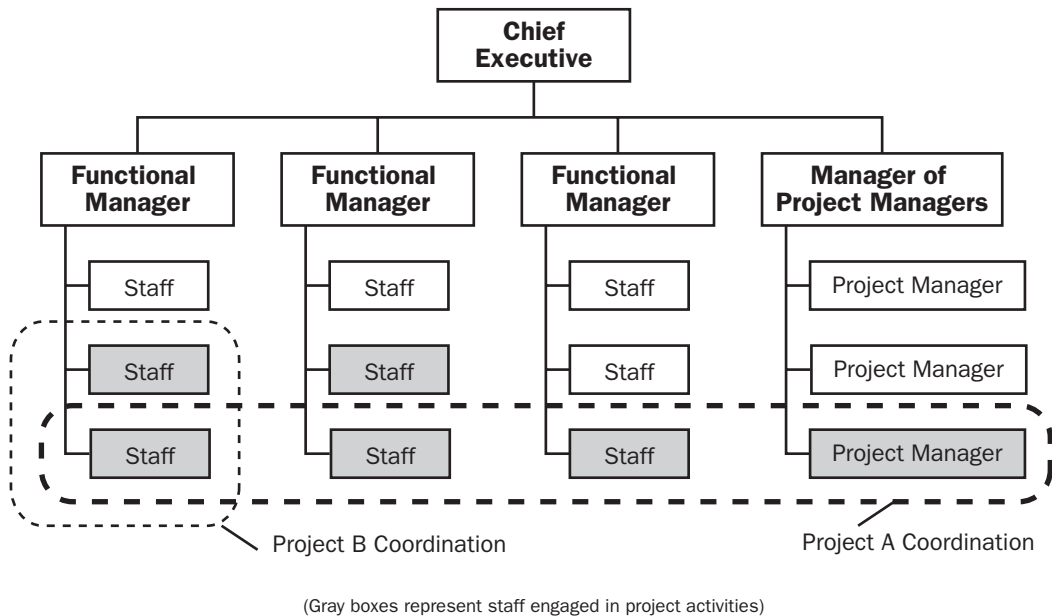 Chief
Executive
Functional
Manager
Functional
Manager
Functional
Manager
Manager of
Project Managers
Staff
Staff
Staff
Project Manager
Staff
Staff
Staff
Project Manager
Staff
Staff
Staff
Project Manager
Project B Coordination
Project A Coordination
(Gray boxes represent staff engaged in project activities)